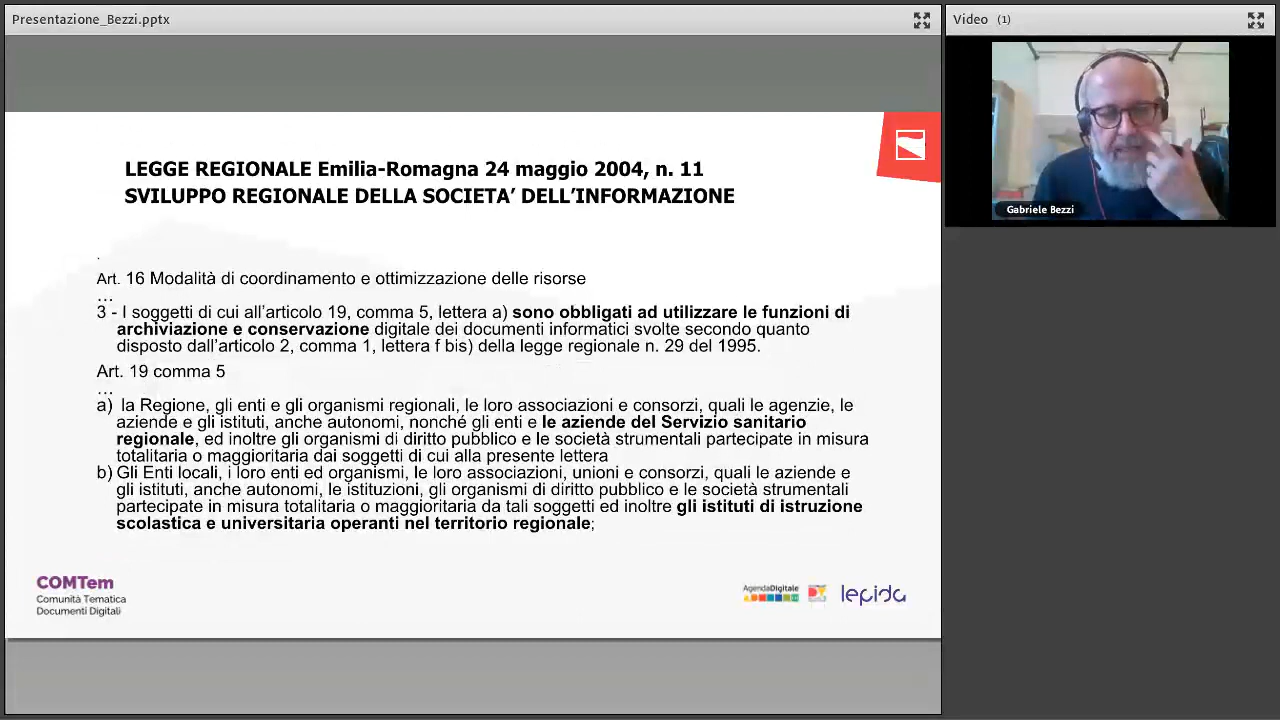 Presentazione_Bezzi.pptx
Video (1)
Gabriele Bezzi
LEGGE REGIONALE Emilia-Romagna 24 maggio 2004, n. 11
SVILUPPO REGIONALE DELLA SOCIETA' DELL'INFORMAZIONE
.
Art. 16 Modalità di coordinamento e ottimizzazione delle risorse
…
3 - I soggetti di cui all'articolo 19, comma 5, lettera a) sono obbligati ad utilizzare le funzioni di
archiviazione e conservazione digitale dei documenti informatici svolte secondo quanto
disposto dall'articolo 2, comma 1, lettera f bis) della legge regionale n. 29 del 1995.
Art. 19 comma 5
…
a) la Regione, gli enti e gli organismi regionali, le loro associazioni e consorzi, quali le agenzie, le
aziende e gli istituti, anche autonomi, nonché gli enti e le aziende del Servizio sanitario
regionale, ed inoltre gli organismi di diritto pubblico e le società strumentali partecipate in misura
totalitaria o maggioritaria dai soggetti di cui alla presente lettera
b) Gli Enti locali, i loro enti ed organismi, le loro associazioni, unioni e consorzi, quali le aziende e
gli istituti, anche autonomi, le istituzioni, gli organismi di diritto pubblico e le società strumentali
partecipate in misura totalitaria o maggioritaria da tali soggetti ed inoltre gli istituti di istruzione
scolastica e universitaria operanti nel territorio regionale;
COMTem
Comunità Tematica
Documenti Digitali
AgendaDigitale
lepida